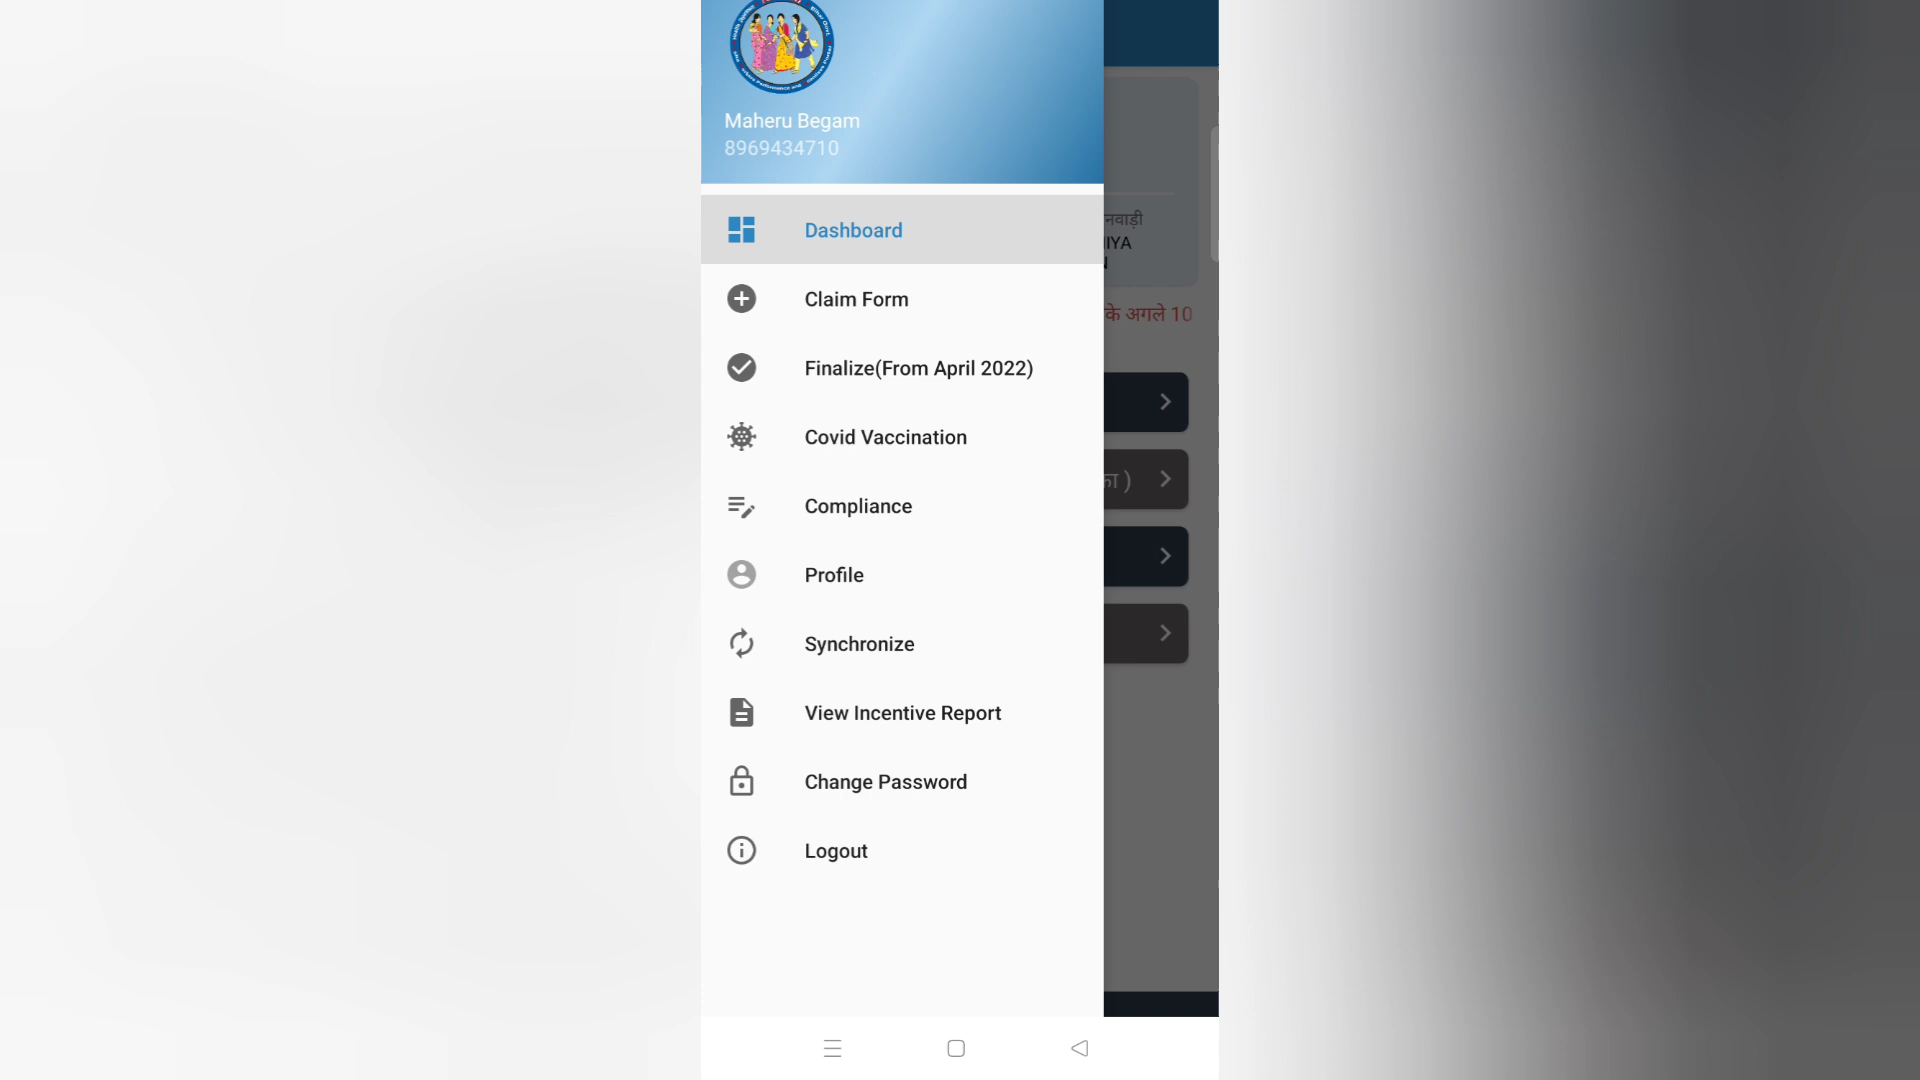 Maheru Begam
8969434710
Dashboard
Claim Form
Finalize(From April 2022)
Covid Vaccination
Compliance
Profile
Synchronize
View Incentive Report
Change Password
Logout
नवाड़ी
IYA
के अगले 10
का )